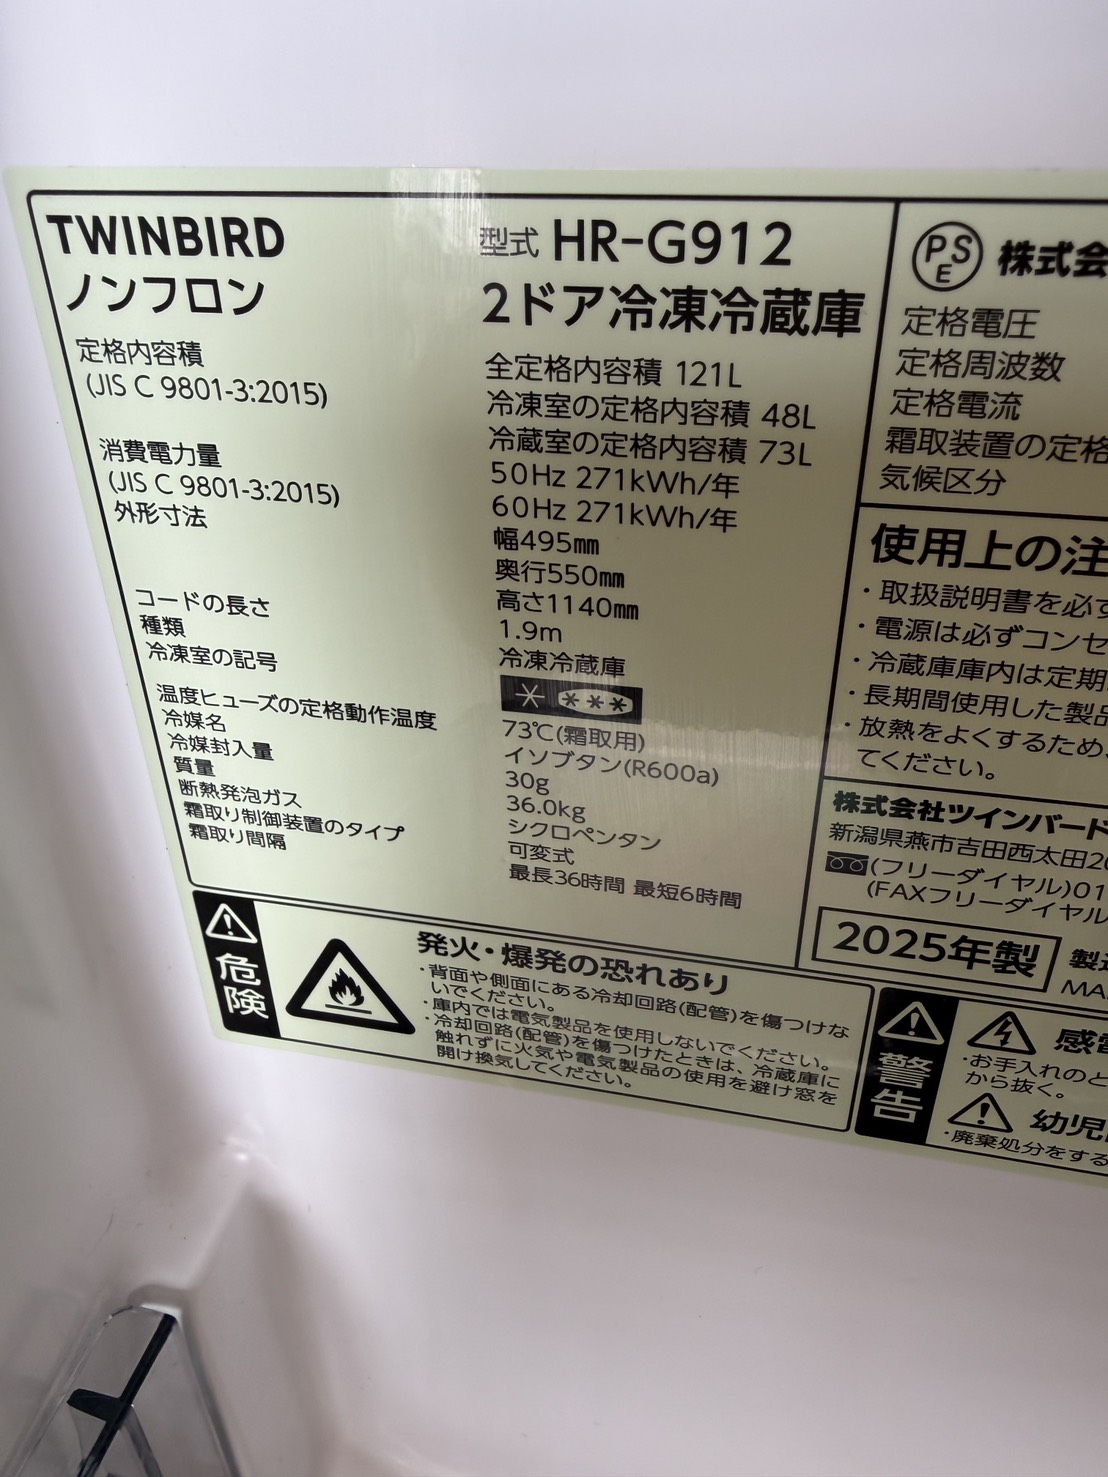 TWINBIRD
ノンフロン
型式 HR-G912
2ドア冷凍冷蔵庫
定格内容積
(JIS C 9801-3:2015)
全定格内容積 121L
冷凍室の定格内容積 48L
冷蔵室の定格内容積 73L
消費電力量
(JIS C 9801-3:2015)
50Hz 271kWh/年
60Hz 271kWh/年
外形寸法
幅495㎜
奥行550㎜
高さ1140㎜
コードの長さ
1.9m
種類
冷凍冷蔵庫
冷凍室の記号
温度ヒューズの定格動作温度
73℃(霜取用)
冷媒名
イソブタン(R600a)
冷媒封入量
30g
質量
36.0kg
断熱発泡ガス
シクロペンタン
霜取り制御装置のタイプ
可変式
霜取り間隔
最長36時間 最短6時間
PSE
株式会
定格電圧
定格周波数
定格電流
霜取装置の定格
気候区分
使用上の注
・取扱説明書を必ず
・電源は必ずコンセ
・冷蔵庫庫内は定期
・長期間使用した製品
・放熱をよくするため、
てください。
株式会社ツインバード
新潟県燕市吉田西太田20
(フリーダイヤル)01
(FAXフリーダイヤル
2025年製
製造
MA
危険
発火・爆発の恐れあり
・背面や側面にある冷却回路(配管)を傷つけな
いでください。
・庫内では電気製品を使用しないでください。
・冷却回路(配管)を傷つけたときは、冷蔵庫に
触れずに火気や電気製品の使用を避け窓を
開け換気してください。
警告
感電
・お手入れのと
から抜く。
幼児
・廃棄処分をする